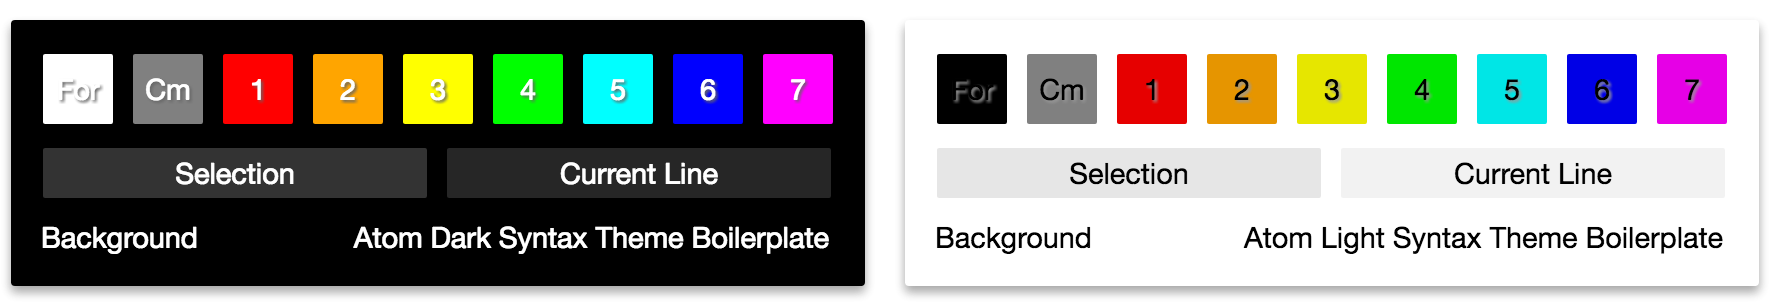 For Cm 1 2 3 4 5 6 7
Selection Current Line
Background Atom Dark Syntax Theme Boilerplate
For Cm 1 2 3 4 5 6 7
Selection Current Line
Background Atom Light Syntax Theme Boilerplate